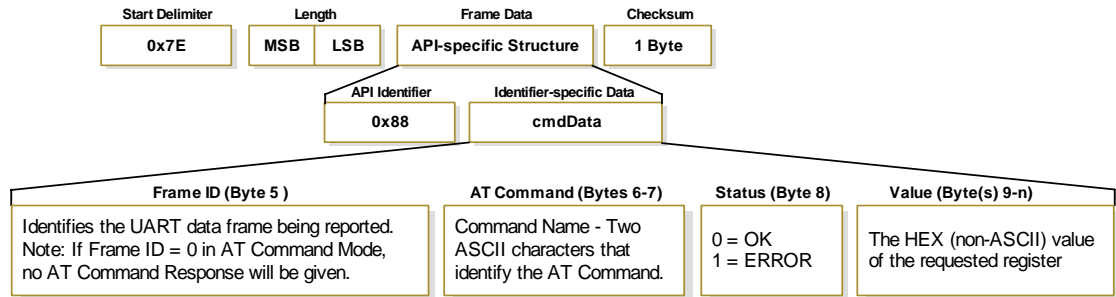 Start Delimiter
Length
Frame Data
Checksum
0x7E
MSB
LSB
API-specific Structure
1 Byte
API Identifier
Identifier-specific Data
0x88
cmdData
Frame ID (Byte 5 )
AT Command (Bytes 6-7)
Status (Byte 8)
Value (Byte(s) 9-n)
Identifies the UART data frame being reported.
Note: If Frame ID = 0 in AT Command Mode,
no AT Command Response will be given.
Command Name - Two
ASCII characters that
identify the AT Command.
0 = OK
1 = ERROR
The HEX (non-ASCII) value
of the requested register